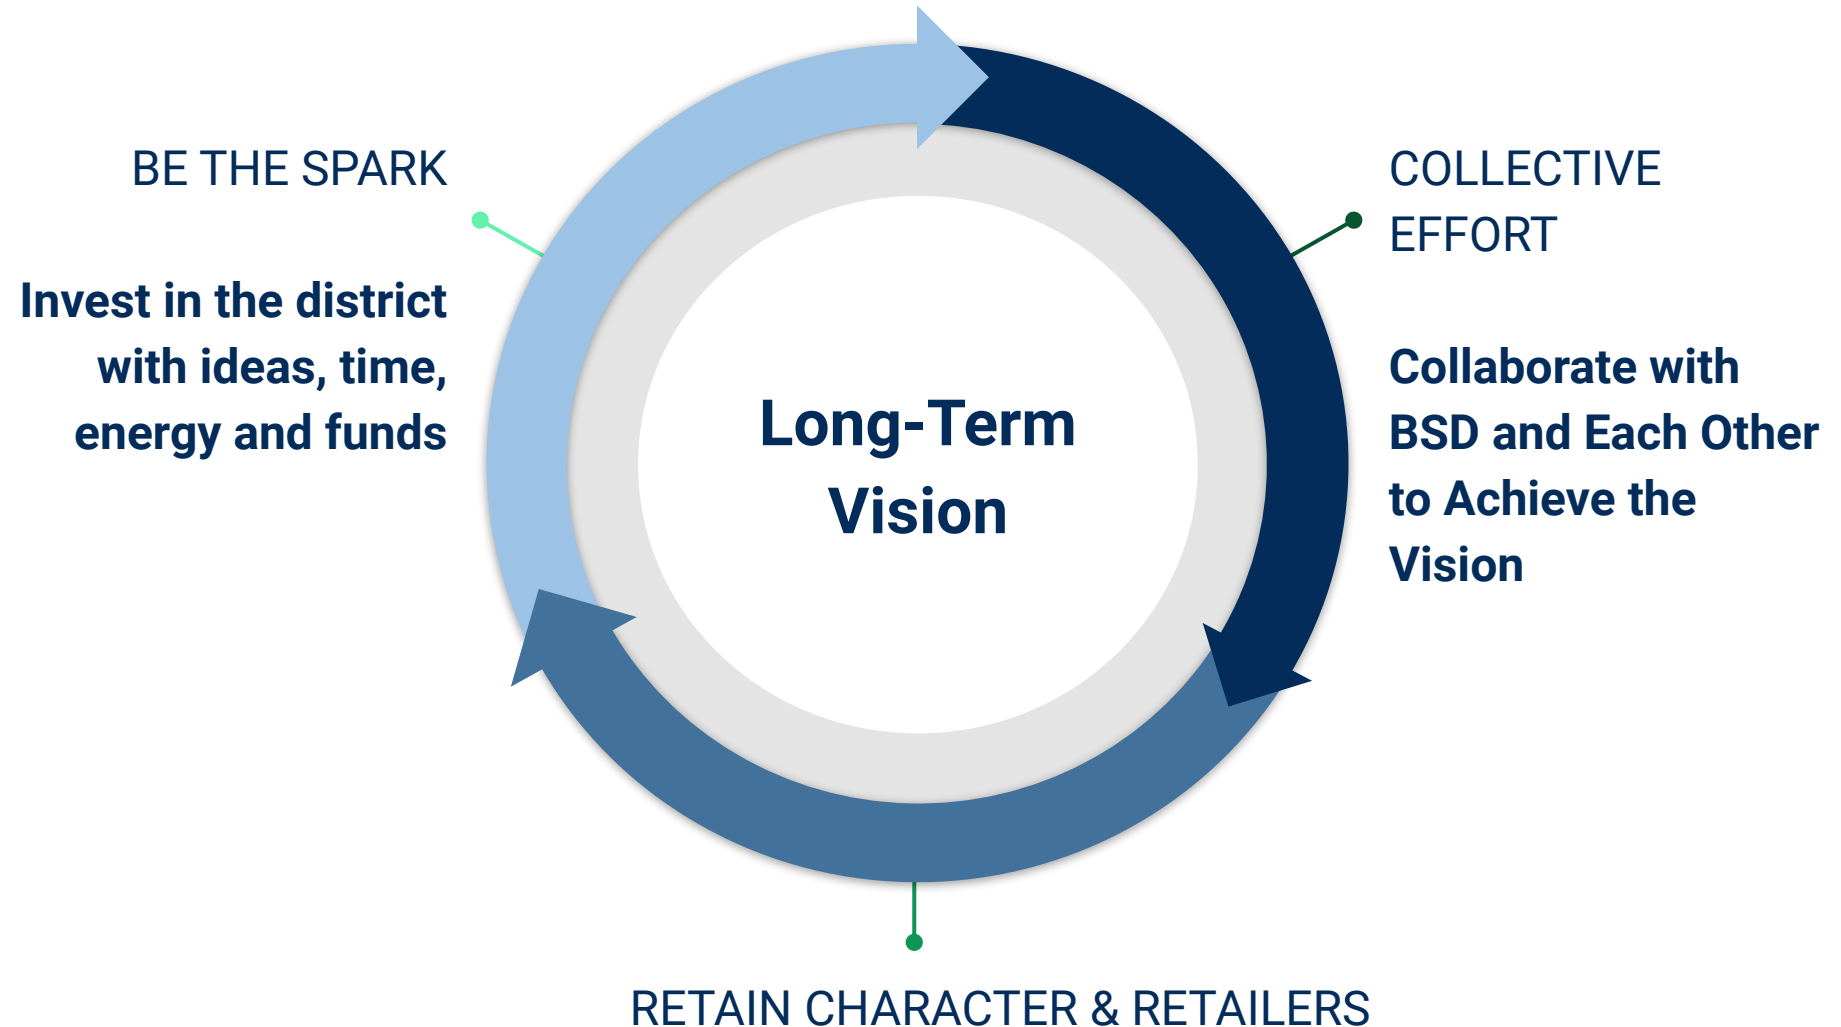 BE THE SPARK
Invest in the district
with ideas, time,
energy and funds
Long-Term
Vision
COLLECTIVE
EFFORT
Collaborate with
BSD and Each Other
to Achieve the
Vision
RETAIN CHARACTER & RETAILERS